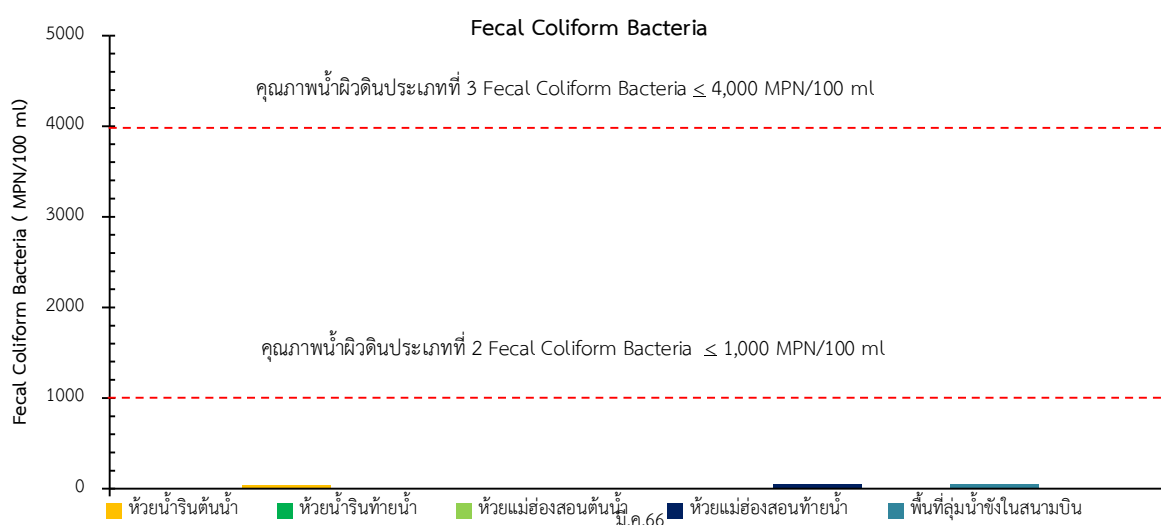 Fecal Coliform Bacteria
5000
คุณภาพน้ำผิวดินประเภทที่ 3 Fecal Coliform Bacteria < 4,000 MPN/100 ml
4000
3000
2000
คุณภาพน้ำผิวดินประเภทที่ 2 Fecal Coliform Bacteria < 1,000 MPN/100 ml
1000
0
Fecal Coliform Bacteria ( MPN/100 ml)
ห้วยน้ำรินต้นน้ำ ห้วยน้ำรินท้ายน้ำ ห้วยแม่ฮ่องสอนต้นน้ำ ห้วยแม่ฮ่องสอนท้ายน้ำ พื้นที่ลุ่มน้ำขังในสนามบิน
มี.ค.66